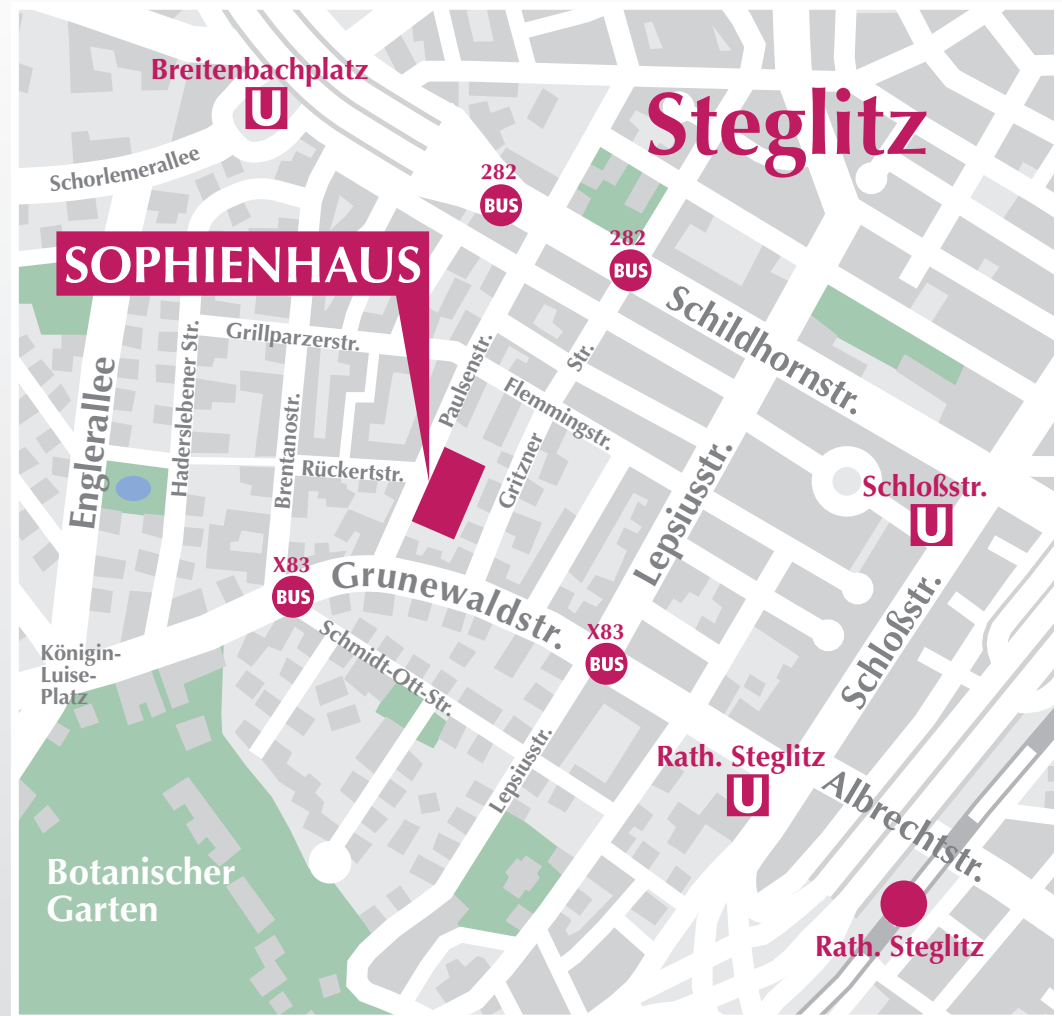 Breitenbachplatz
U
Steglitz
Schorlemerallee
282
BUS
282
BUS
SOPHIENHAUS
Schildhornstr.
Grillparzerstr.
Haderslebener Str.
Englerallee
Brentanostr.
Paulsenstr.
Str.
Flemmingstr.
Gritzner
Rückertstr.
Lepsiusstr.
Schloßstr.
U
X83
BUS
Grunewaldstr.
Schloßstr.
X83
BUS
Schmidt-Ott-Str.
Königin-
Luise-
Platz
Lepsiusstr.
Rath. Steglitz
U
Albrechtstr.
Botanischer
Garten
Rath. Steglitz